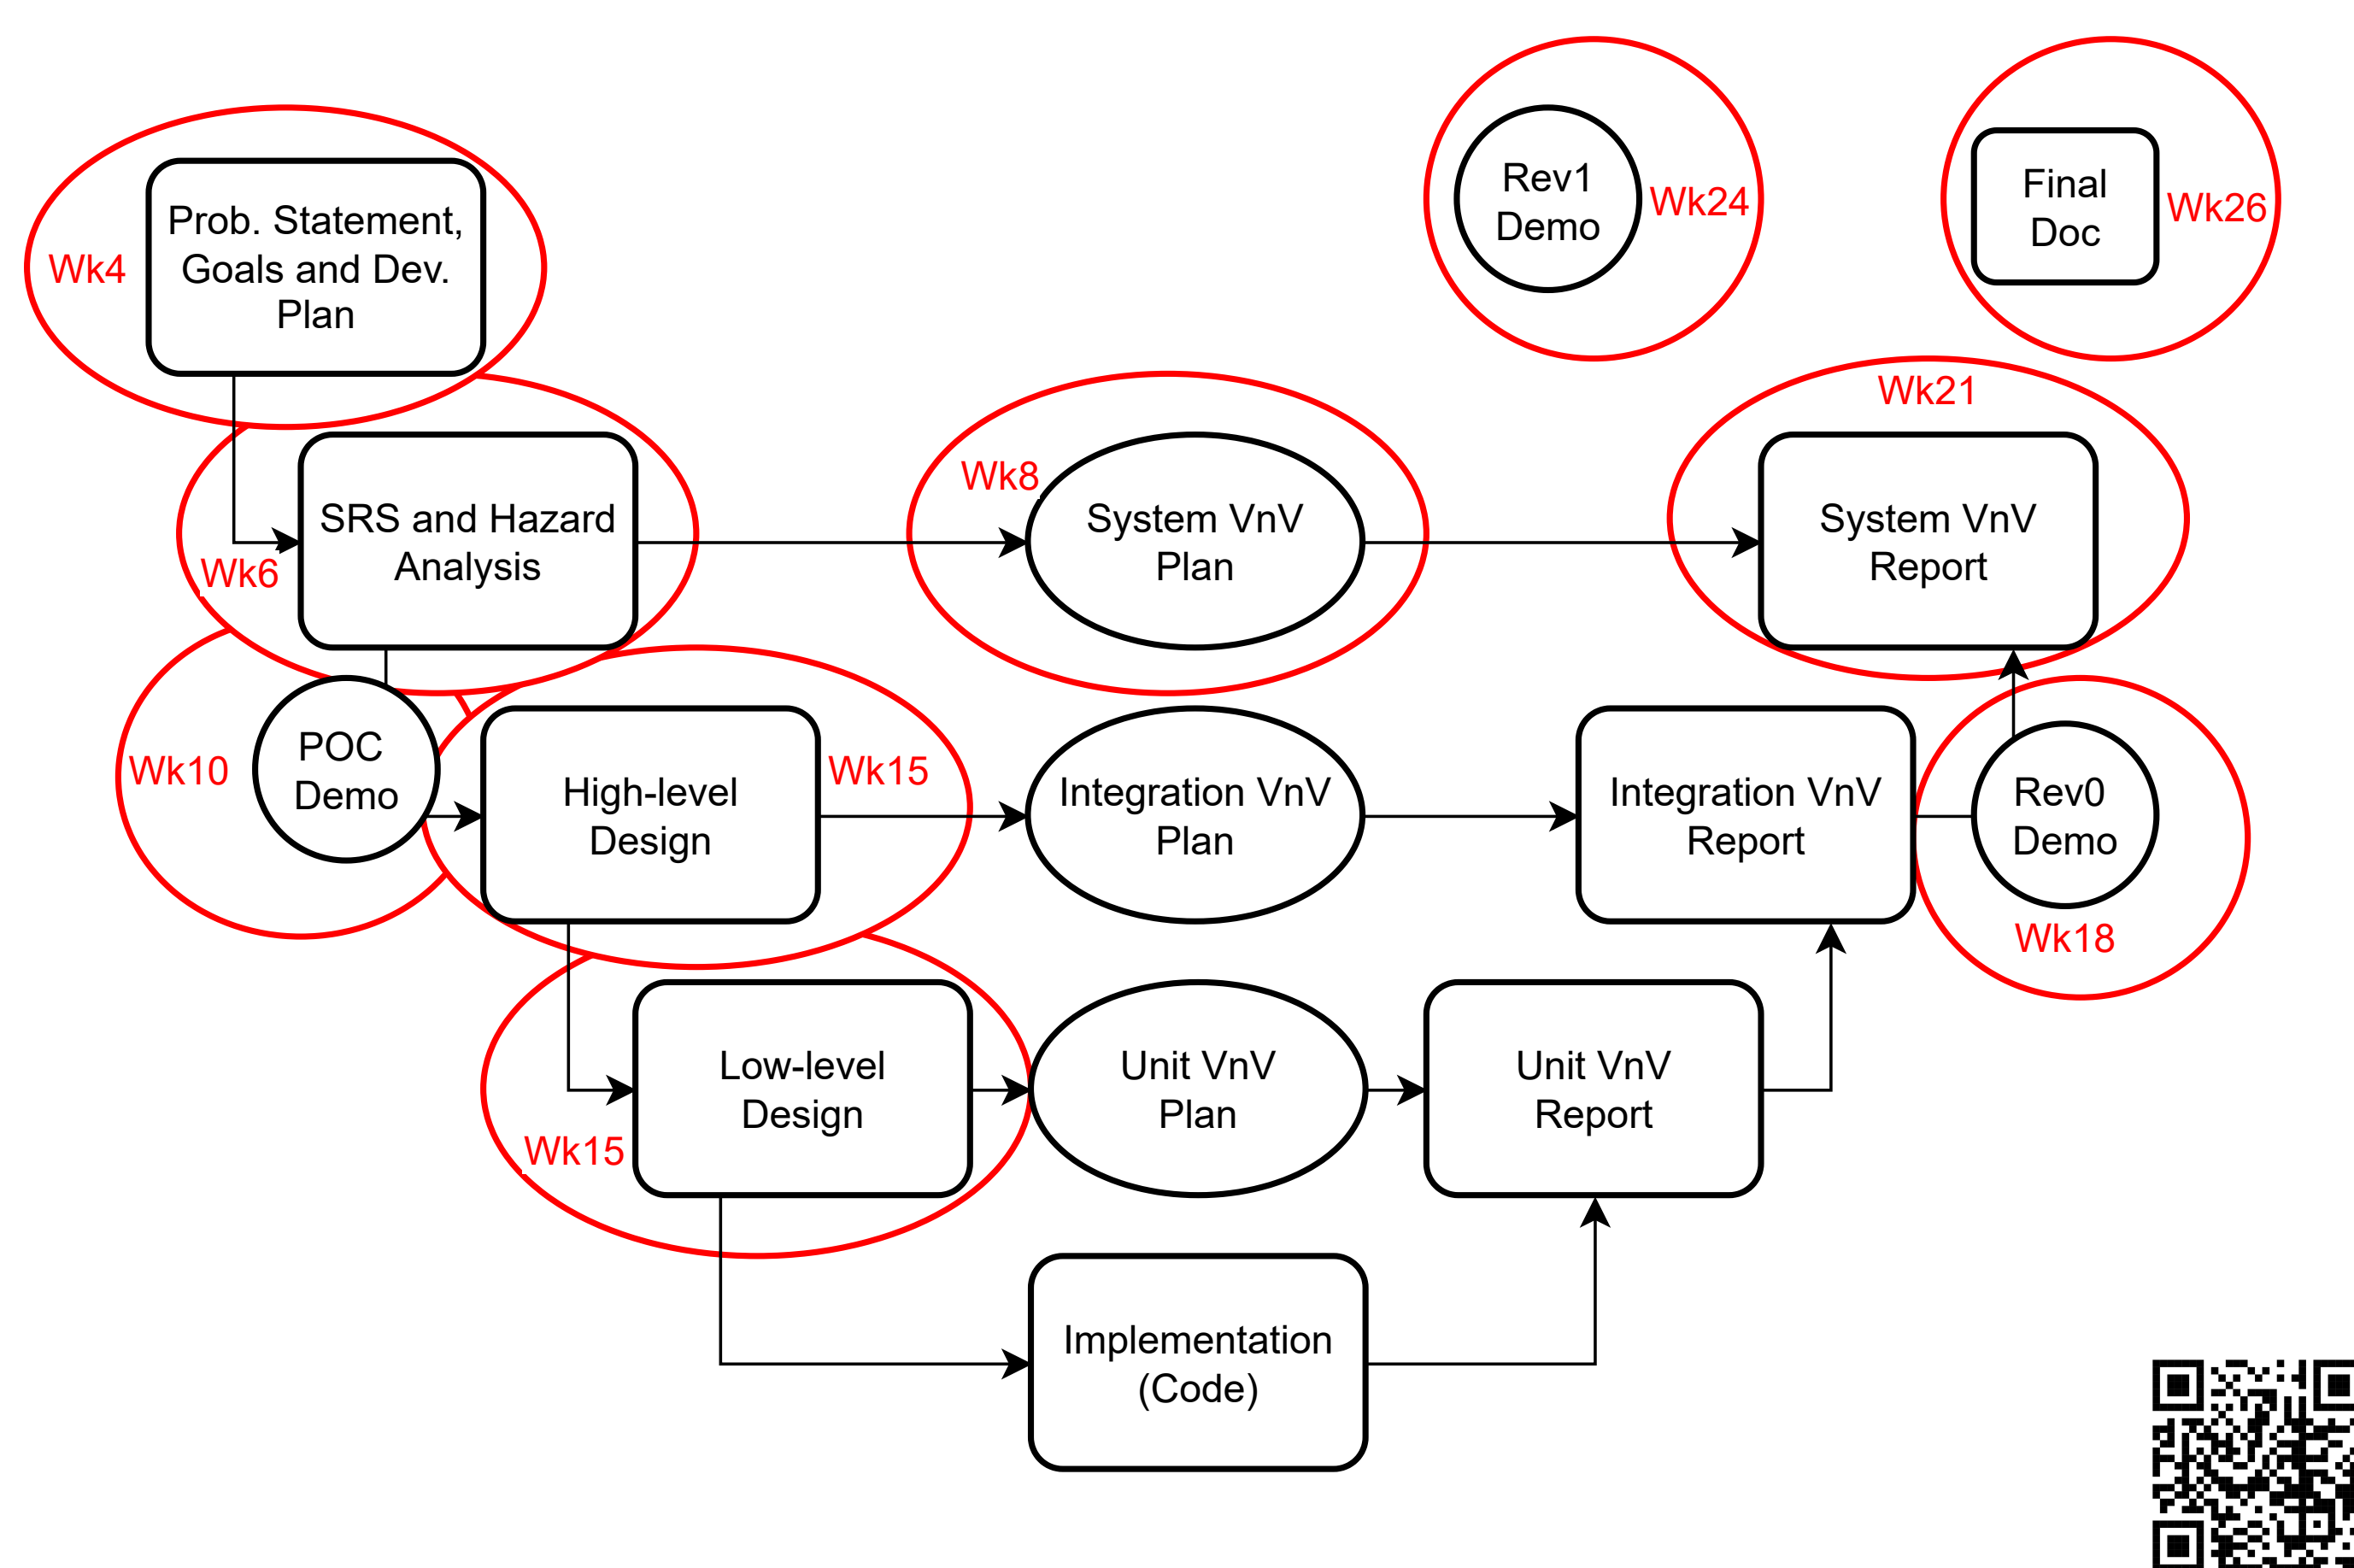 Rev1
Demo
Wk24
Final
Doc
Wk26
Prob. Statement,
Goals and Dev.
Plan
Wk4
Wk21
SRS and Hazard
Analysis
Wk6
Wk8
System VnV
Plan
System VnV
Report
POC
Demo
Wk10
High-level
Design
Wk15
Integration VnV
Plan
Integration VnV
Report
Rev0
Demo
Wk18
Low-level
Design
Wk15
Unit VnV
Plan
Unit VnV
Report
Implementation
(Code)